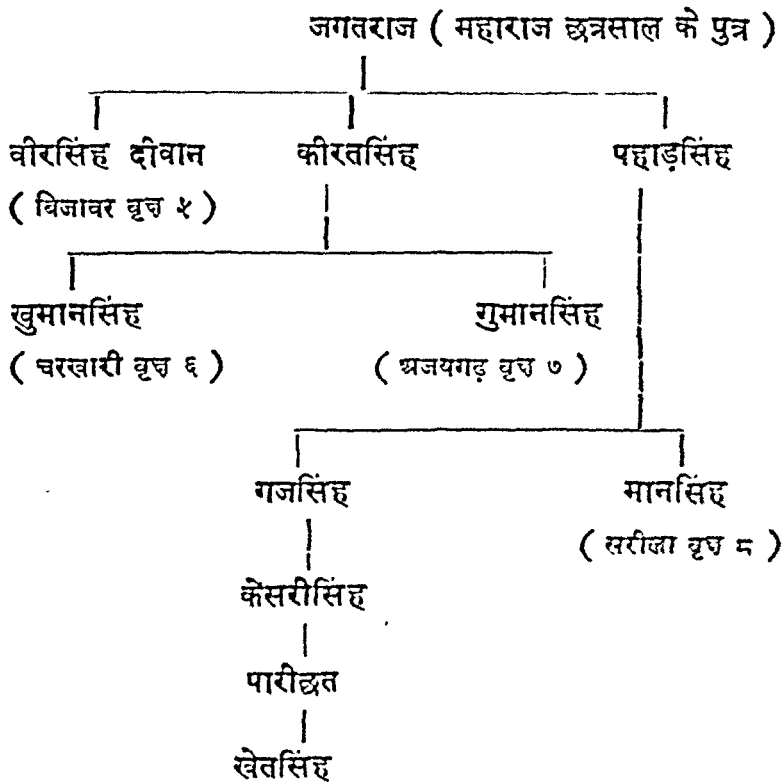 जगतराज ( महाराज छत्रसाल के पुत्र )
वीरसिंह दीवान कीरतसिंह पहाड़सिंह
( बिजावर वृक्ष ५ )
खुमानसिंह गुमानसिंह
( चरखारी वृक्ष ६ ) ( अजयगढ़ वृक्ष ७ )
गजसिंह मानसिंह
( सरीला वृक्ष ८ )
केसरीसिंह
पारीछत
खेतसिंह